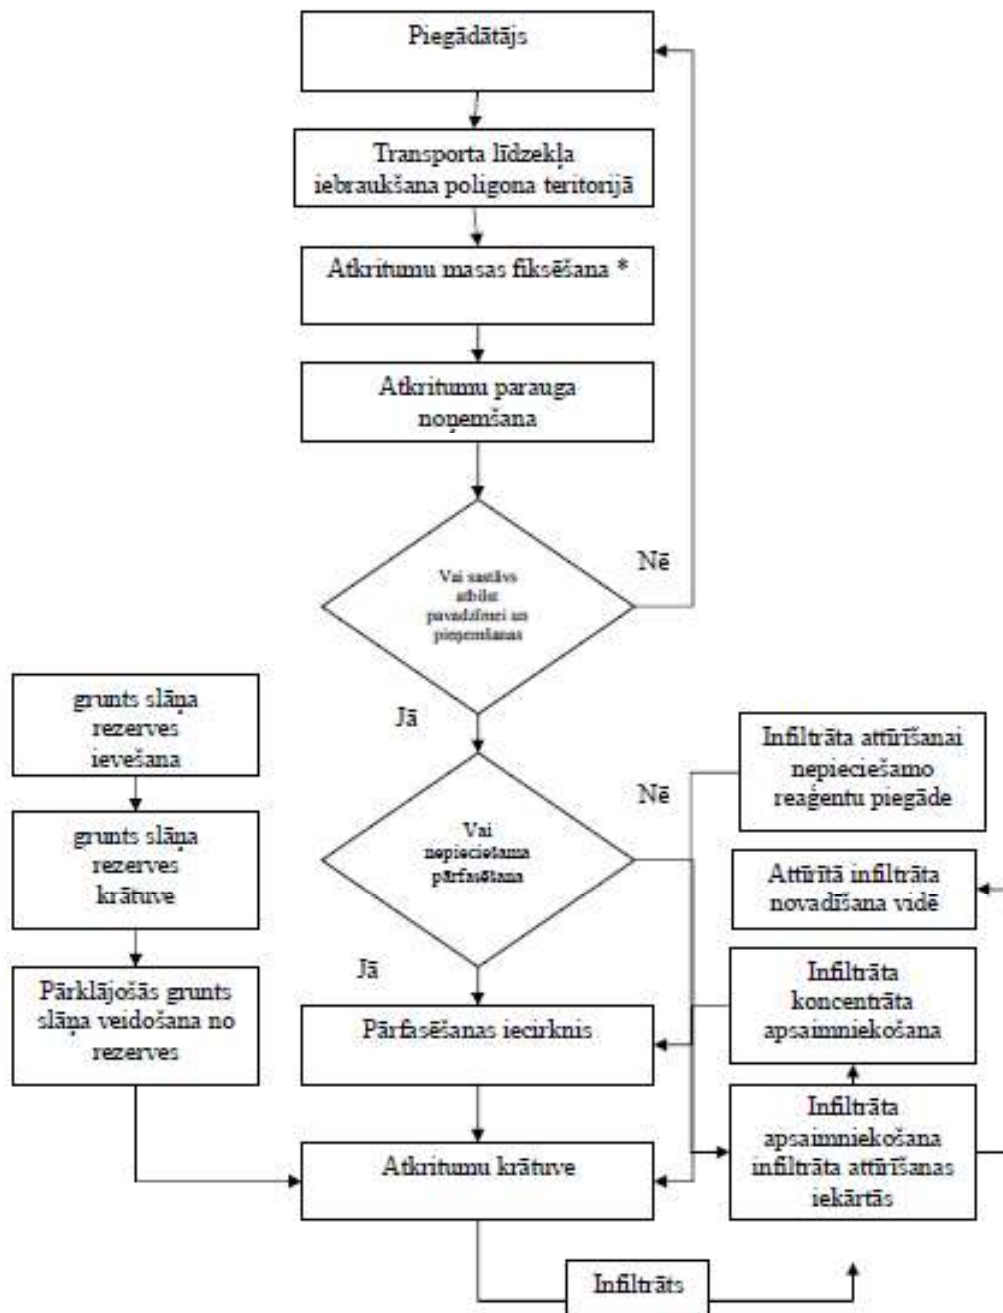 Piegādātājs
Transporta līdzekļa
iebraukšana poligona teritorijā
Atkritumu masas fiksēšana *
Atkritumu parauga
noņemšana
Vai sastāvs
atbilst
pavadzīmei un
pieņemšanas
Nē
Jā
Vai
nepieciešama
pārfasēšana
Nē
Jā
Pārfasēšanas iecirknis
Atkritumu krātuve
Infiltrāts
grunts slāņa
rezerves
ievešana
grunts slāņa
rezerves
krātuve
Pārklājošās grunts
slāņa veidošana no
rezerves
Infiltrāta attīrīšanai
nepieciešamo
reaģentu piegāde
Attīrītā infiltrāta
novadīšana vidē
Infiltrāta
koncentrāta
apsaimniekošana
Infiltrāta
apsaimniekošana
infiltrāta attīrīšanas
iekārtās